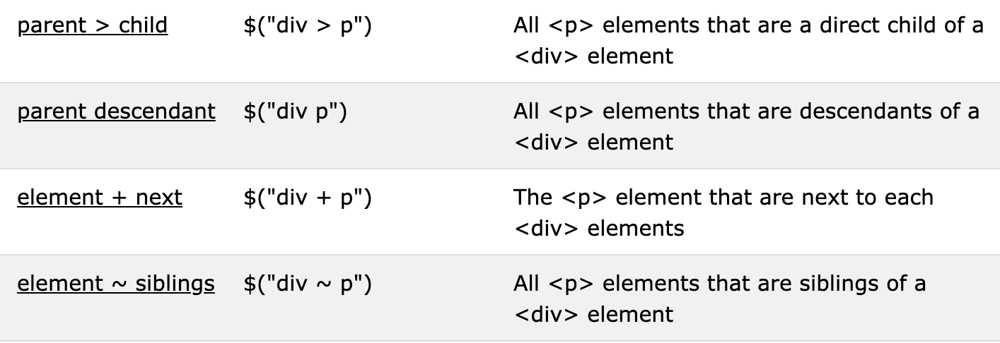 parent > child $("div > p") All <p> elements that are a direct child of a
<div> element
parent descendant $("div p") All <p> elements that are descendants of a
<div> element
element + next $("div + p") The <p> element that are next to each
<div> elements
element ~ siblings $("div ~ p") All <p> elements that are siblings of a
<div> element